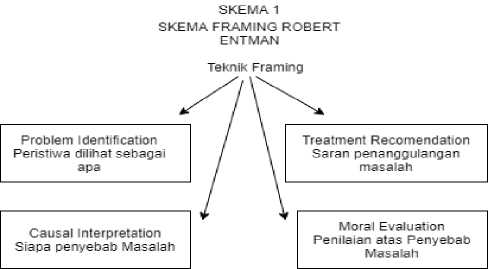 SKEMA 1
SKEMA FRAMING ROBERT
ENTMAN
Teknik Framing
Problem Identification
Peristiwa dilihat sebagai
apa
Treatment Recomendation
Saran penanggulangan
masalah
Causal Interpretation
Siapa penyebab Masalah
Moral Evaluation
Penilaian atas Penyebab
Masalah